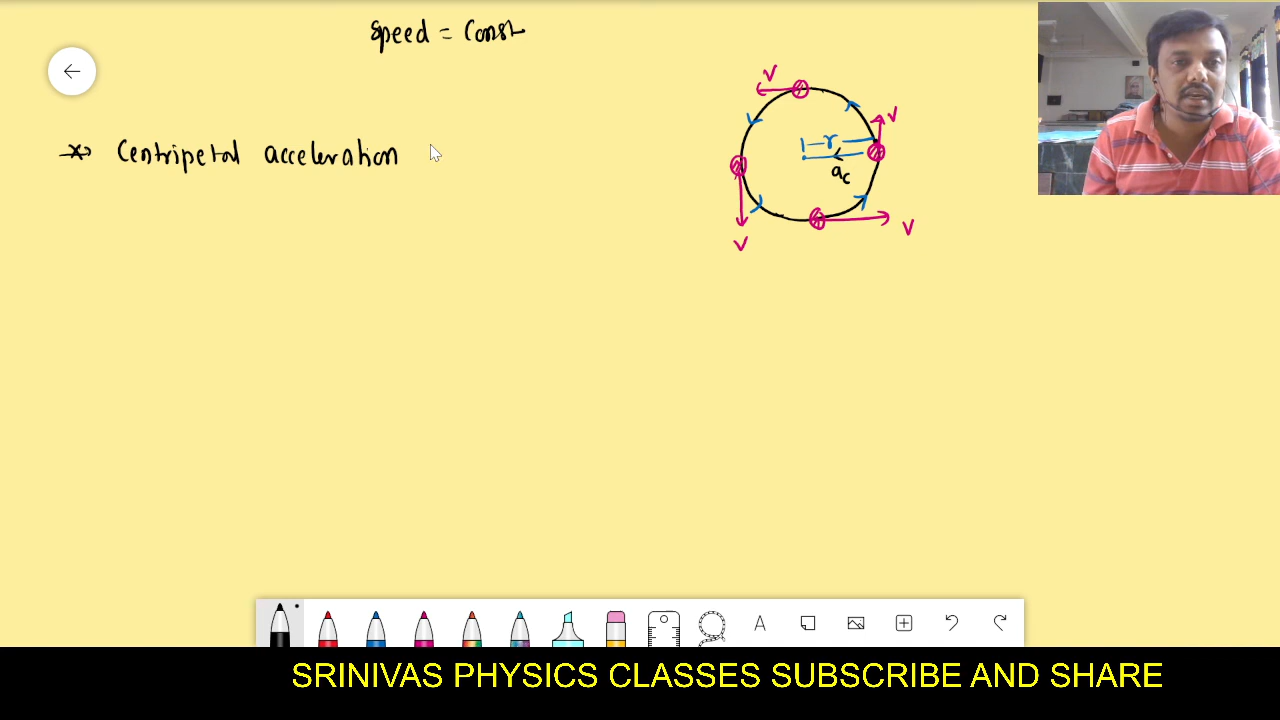 Speed = Const
* Centripetal acceleration
V
V
r
ac
V
V
A
SRINIVAS PHYSICS CLASSES SUBSCRIBE AND SHARE